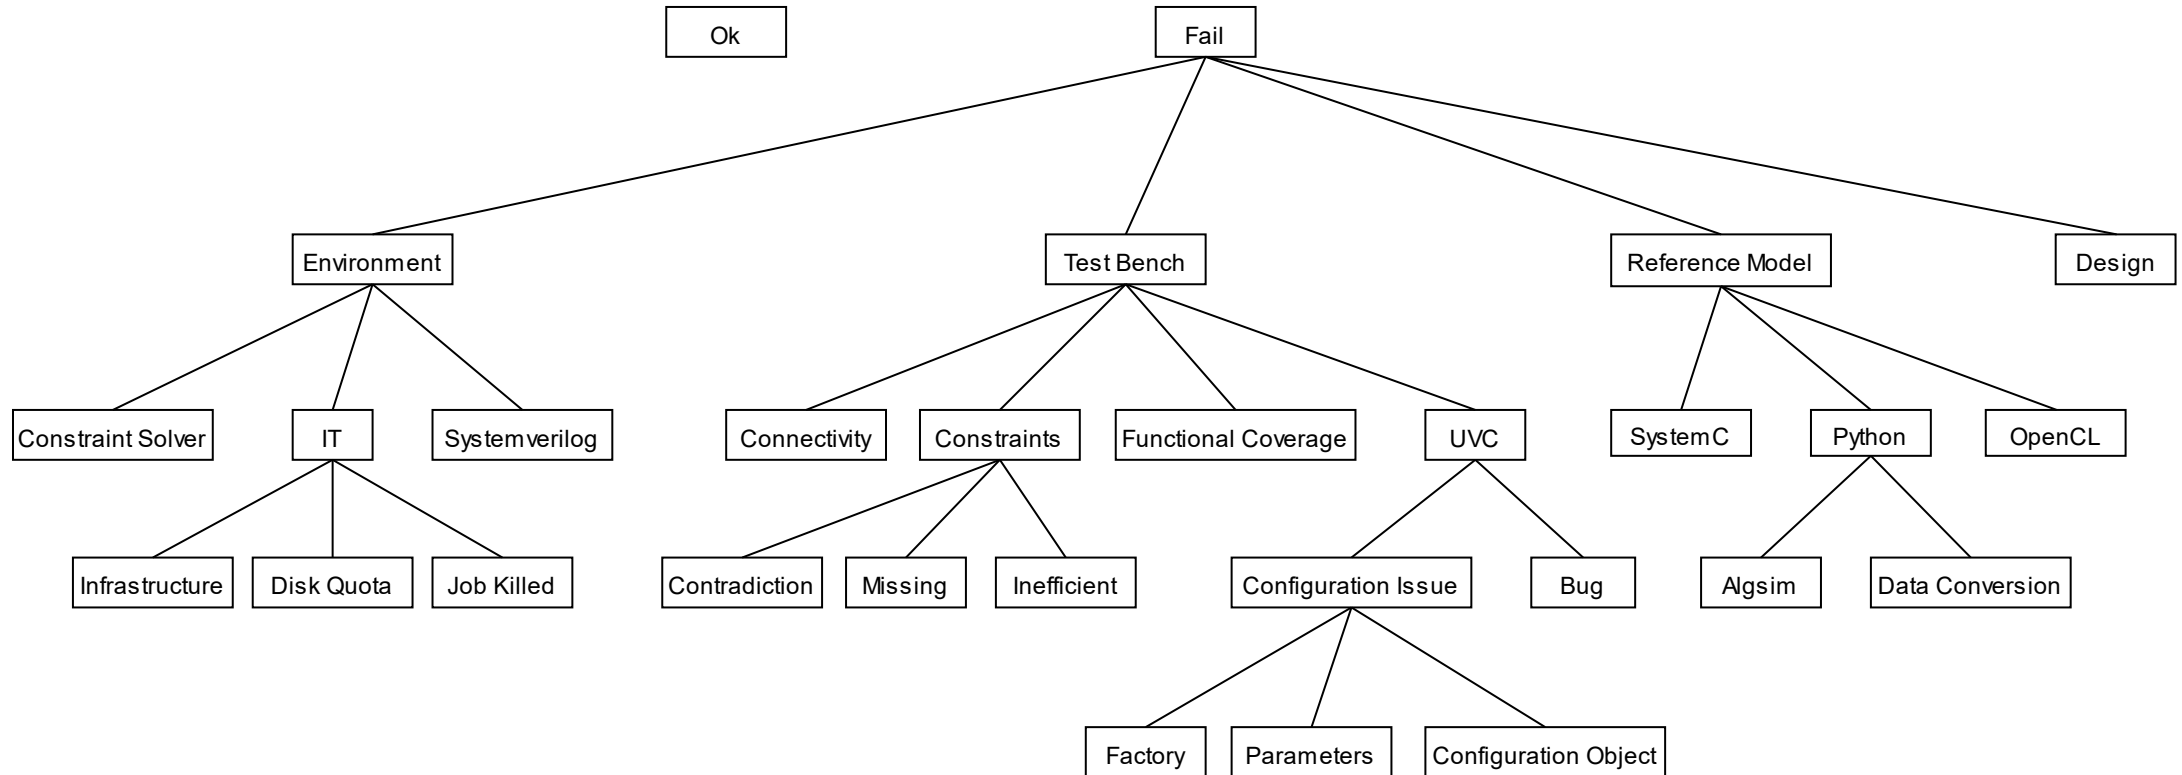 Ok
Fail
Environment
Test Bench
Reference Model
Design
Constraint Solver
IT
Systemverilog
Connectivity
Constraints
Functional Coverage
UVC
SystemC
Python
OpenCL
Infrastructure
Disk Quota
Job Killed
Contradiction
Missing
Inefficient
Configuration Issue
Bug
Algsim
Data Conversion
Factory
Parameters
Configuration Object